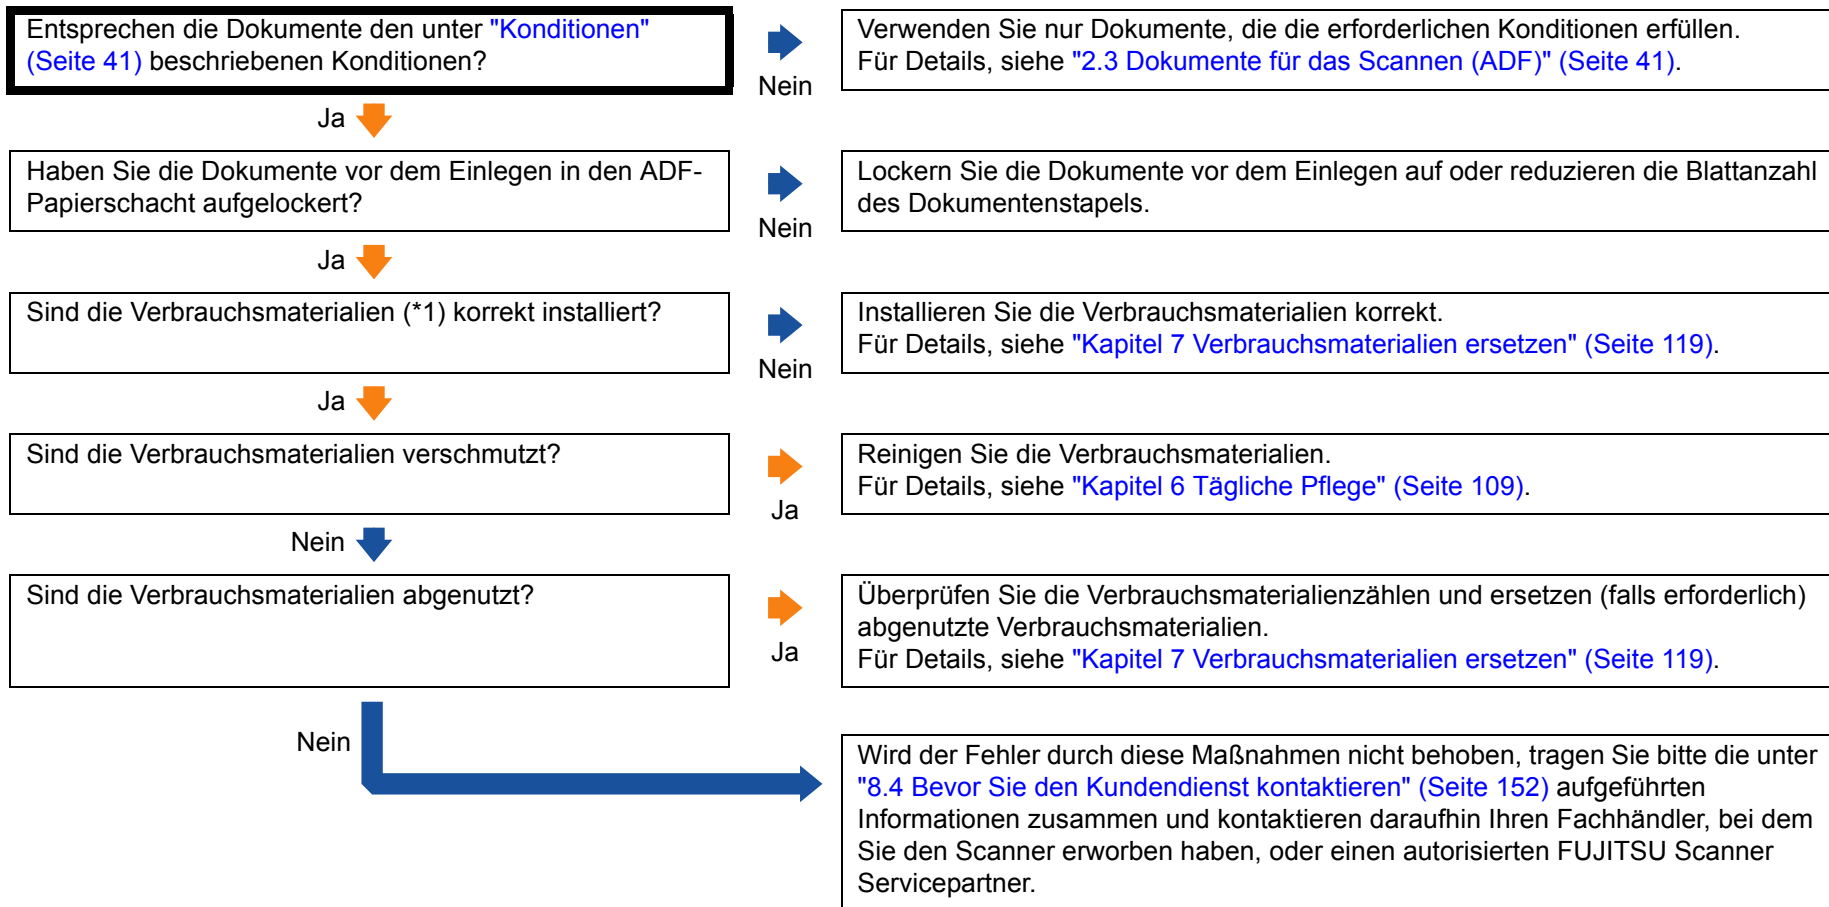 Entsprechen die Dokumente den unter "Konditionen"
(Seite 41) beschriebenen Konditionen?
Nein
Verwenden Sie nur Dokumente, die die erforderlichen Konditionen erfüllen.
Für Details, siehe "2.3 Dokumente für das Scannen (ADF)" (Seite 41).
Ja
Haben Sie die Dokumente vor dem Einlegen in den ADF-
Papierschacht aufgelockert?
Nein
Lockern Sie die Dokumente vor dem Einlegen auf oder reduzieren die Blattanzahl
des Dokumentenstapels.
Ja
Sind die Verbrauchsmaterialien (*1) korrekt installiert?
Nein
Installieren Sie die Verbrauchsmaterialien korrekt.
Für Details, siehe "Kapitel 7 Verbrauchsmaterialien ersetzen" (Seite 119).
Ja
Sind die Verbrauchsmaterialien verschmutzt?
Ja
Reinigen Sie die Verbrauchsmaterialien.
Für Details, siehe "Kapitel 6 Tägliche Pflege" (Seite 109).
Nein
Sind die Verbrauchsmaterialien abgenutzt?
Ja
Überprüfen Sie die Verbrauchsmaterialienzählen und ersetzen (falls erforderlich)
abgenutzte Verbrauchsmaterialien.
Für Details, siehe "Kapitel 7 Verbrauchsmaterialien ersetzen" (Seite 119).
Nein
Wird der Fehler durch diese Maßnahmen nicht behoben, tragen Sie bitte die unter
"8.4 Bevor Sie den Kundendienst kontaktieren" (Seite 152) aufgeführten
Informationen zusammen und kontaktieren daraufhin Ihren Fachhändler, bei dem
Sie den Scanner erworben haben, oder einen autorisierten FUJITSU Scanner
Servicepartner.